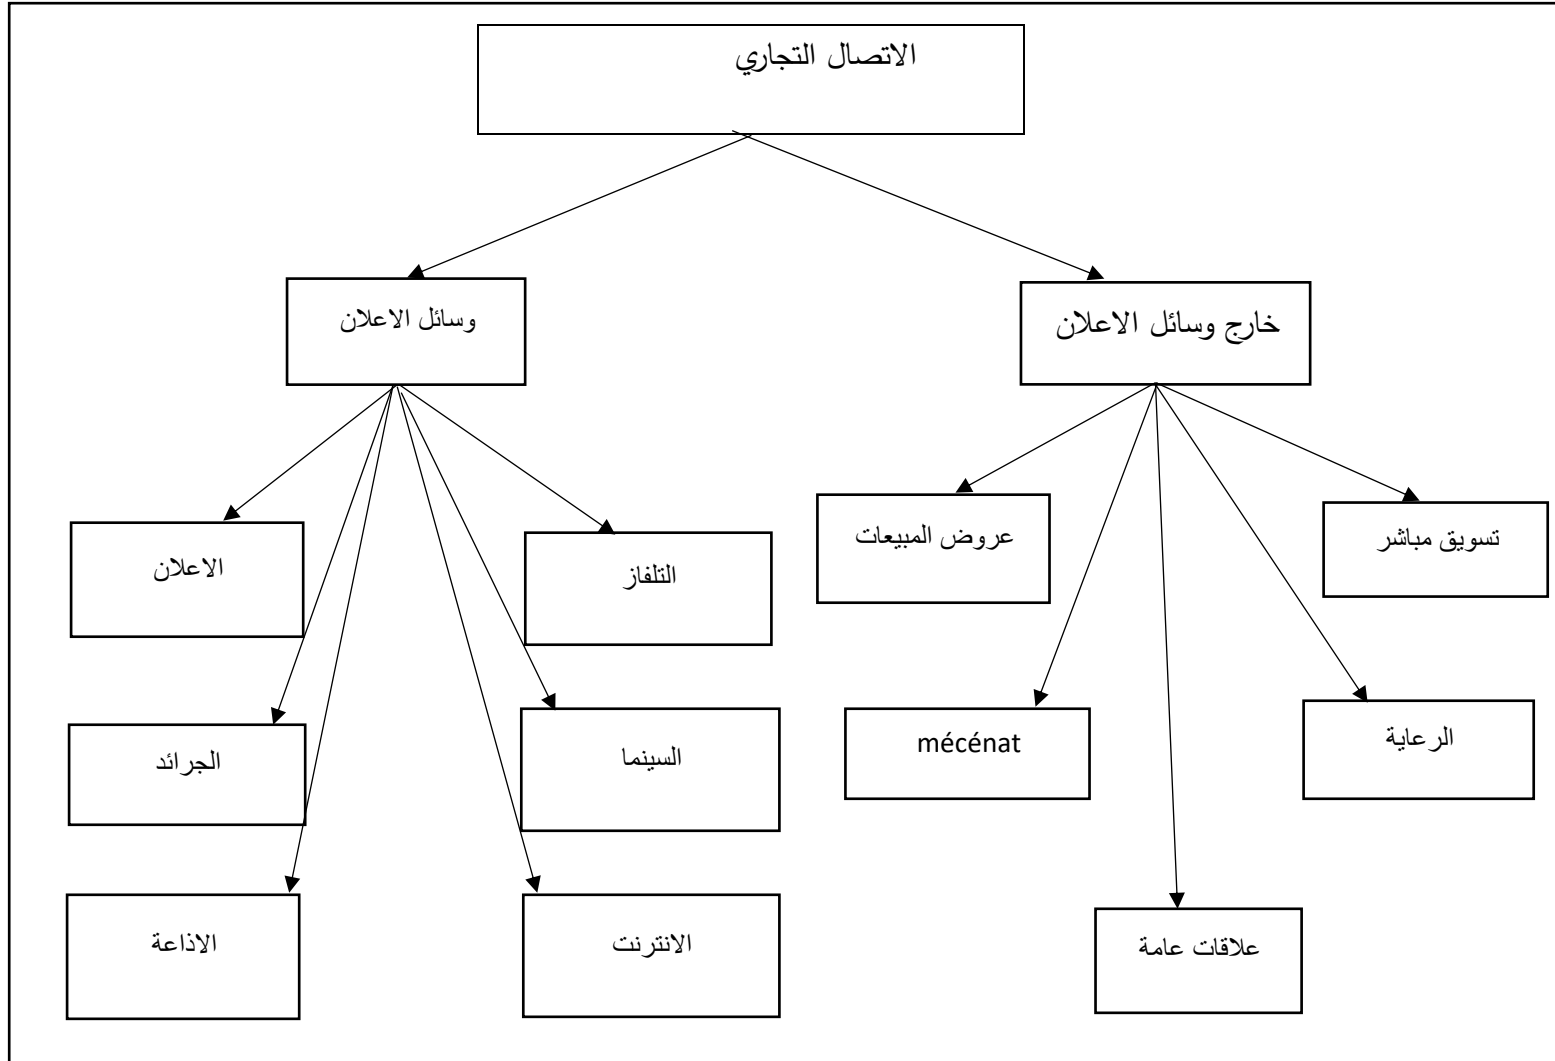 الاتصال التجاري
خارج وسائل الاعلان
وسائل الاعلان
تسويق مباشر
عروض المبيعات
التلفاز
الاعلان
الرعاية
mécénat
السينما
الجرائد
علاقات عامة
الانترنت
الاذاعة